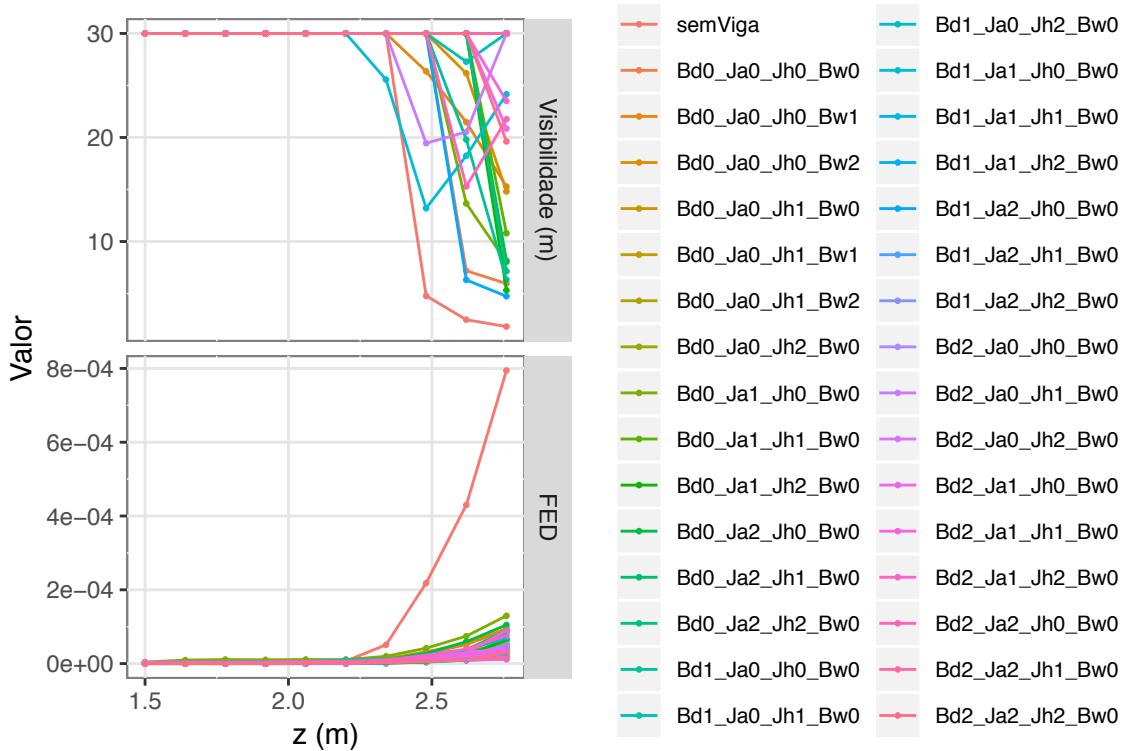 Valor
30
20
10
Visibilidade (m)
8e−04
6e−04
4e−04
2e−04
0e+00
FED
1.5
2.0
2.5
z (m)
semViga
Bd0_Ja0_Jh0_Bw0
Bd0_Ja0_Jh0_Bw1
Bd0_Ja0_Jh0_Bw2
Bd0_Ja0_Jh1_Bw0
Bd0_Ja0_Jh1_Bw1
Bd0_Ja0_Jh1_Bw2
Bd0_Ja0_Jh2_Bw0
Bd0_Ja1_Jh0_Bw0
Bd0_Ja1_Jh1_Bw0
Bd0_Ja1_Jh2_Bw0
Bd0_Ja2_Jh0_Bw0
Bd0_Ja2_Jh1_Bw0
Bd0_Ja2_Jh2_Bw0
Bd1_Ja0_Jh0_Bw0
Bd1_Ja0_Jh1_Bw0
Bd1_Ja0_Jh2_Bw0
Bd1_Ja1_Jh0_Bw0
Bd1_Ja1_Jh1_Bw0
Bd1_Ja1_Jh2_Bw0
Bd1_Ja2_Jh0_Bw0
Bd1_Ja2_Jh1_Bw0
Bd1_Ja2_Jh2_Bw0
Bd2_Ja0_Jh0_Bw0
Bd2_Ja0_Jh1_Bw0
Bd2_Ja0_Jh2_Bw0
Bd2_Ja1_Jh0_Bw0
Bd2_Ja1_Jh1_Bw0
Bd2_Ja1_Jh2_Bw0
Bd2_Ja2_Jh0_Bw0
Bd2_Ja2_Jh1_Bw0
Bd2_Ja2_Jh2_Bw0